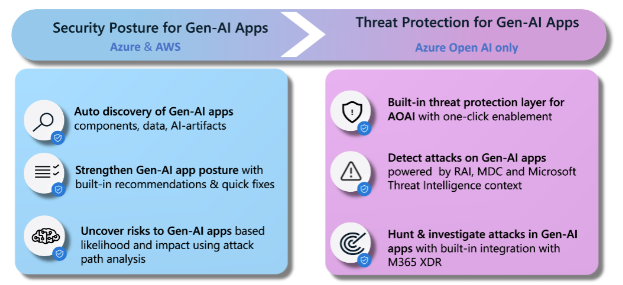 Security Posture for Gen-AI Apps
Azure & AWS
Threat Protection for Gen-AI Apps
Azure Open AI only
Auto discovery of Gen-AI apps
components, data, AI-artifacts
Strengthen Gen-AI app posture with
built-in recommendations & quick fixes
Uncover risks to Gen-AI apps based
likelihood and impact using attack
path analysis
Built-in threat protection layer for
AOAI with one-click enablement
Detect attacks on Gen-AI apps
powered by RAI, MDC and Microsoft
Threat Intelligence context
Hunt & investigate attacks in Gen-AI
apps with built-in integration with
M365 XDR